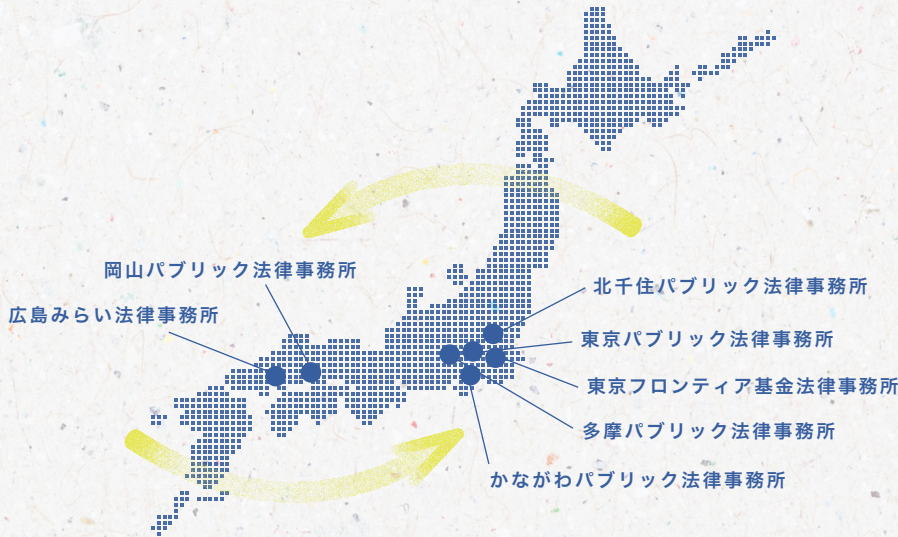 岡山パブリック法律事務所
広島みらい法律事務所
北千住パブリック法律事務所
東京パブリック法律事務所
東京フロンティア基金法律事務所
多摩パブリック法律事務所
かながわパブリック法律事務所